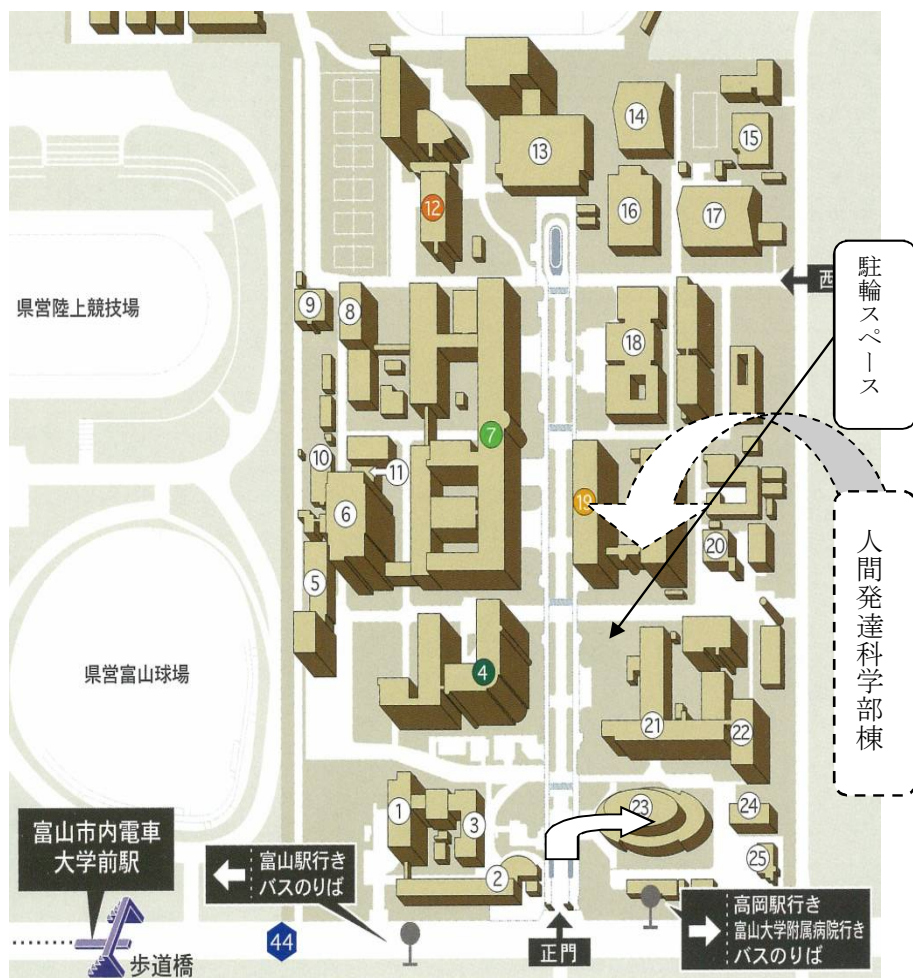 14
15
13
12
16
17
西
駐輪スペース
県営陸上競技場
9
8
18
7
10
11
19
6
20
人間発達科学部棟
5
県営富山球場
4
21
22
1
3
23
24
25
2
富山市内電車
大学前駅
富山駅行き
バスのりば
高岡駅行き
富山大学附属病院行き
バスのりば
44
正門
歩道橋